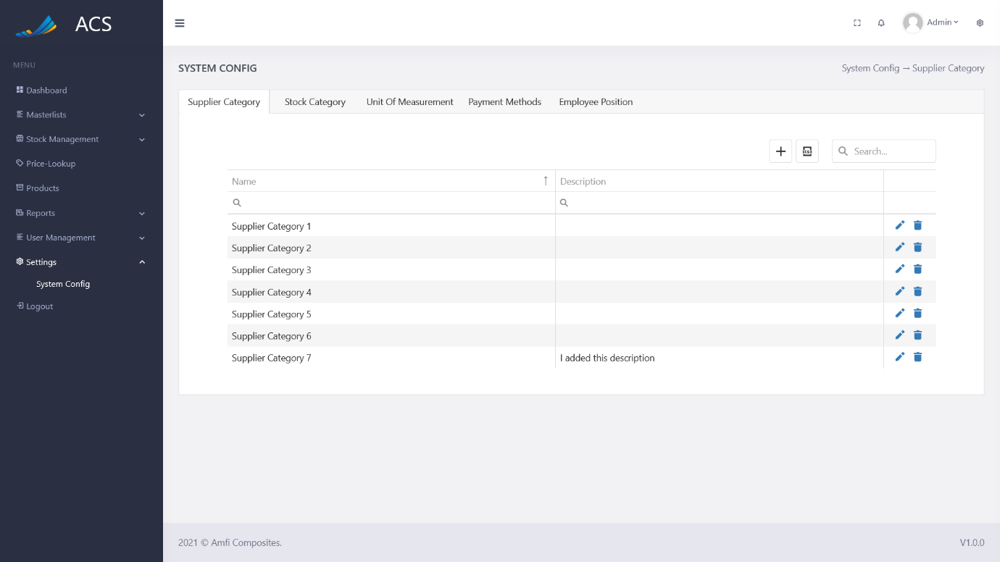 ACS
Admin
MENU
Dashboard
Masterlists
Stock Management
Price-Lookup
Products
Reports
User Management
Settings
System Config
Logout
SYSTEM CONFIG
System Config → Supplier Category
Supplier Category Stock Category Unit Of Measurement Payment Methods Employee Position
XLSX
Search...
Name ↑ Description
Supplier Category 1
Supplier Category 2
Supplier Category 3
Supplier Category 4
Supplier Category 5
Supplier Category 6
Supplier Category 7 I added this description
2021 © Amfi Composites.
V1.0.0